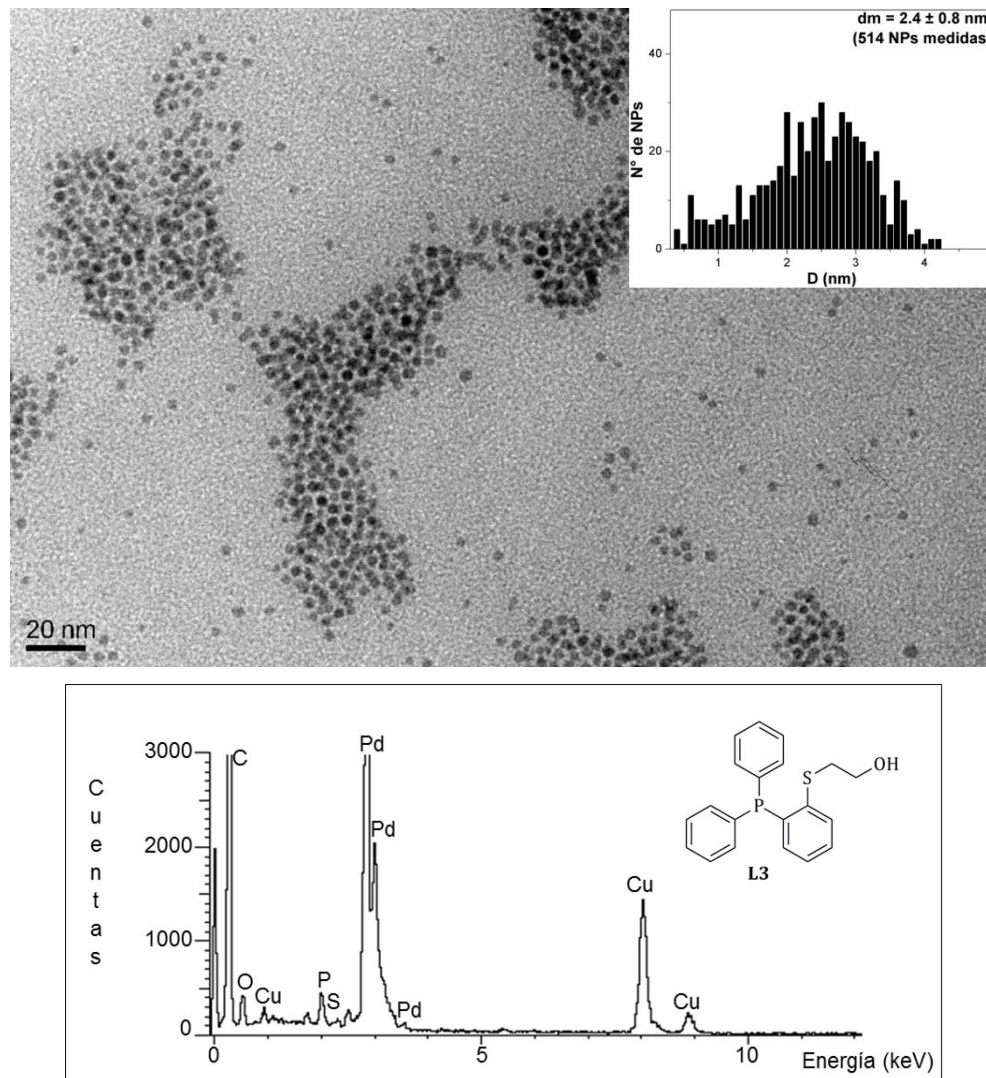 dm = 2.4 ± 0.8 nm
(514 NPs medidas)
40
20
0
N° de NPs
1
2
3
4
D (nm)
20 nm
3000
2000
1000
0
Cuentas
C
O
Cu
P
S
Pd
Pd
Pd
Cu
Cu
0
5
10
Energía (keV)
P
S
OH
L3